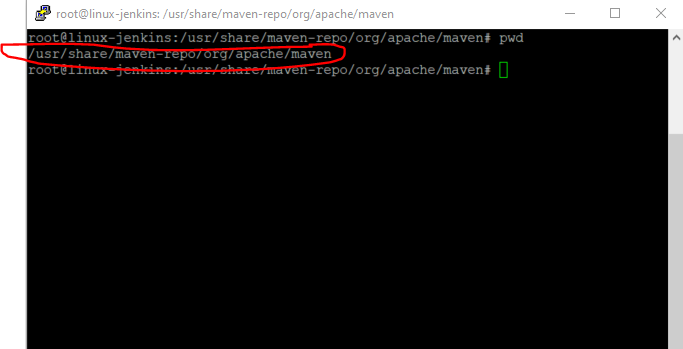 root@linux-jenkins: /usr/share/maven-repo/org/apache/maven
root@linux-jenkins:/usr/share/maven-repo/org/apache/maven# pwd
/usr/share/maven-repo/org/apache/maven
root@linux-jenkins:/usr/share/maven-repo/org/apache/maven#